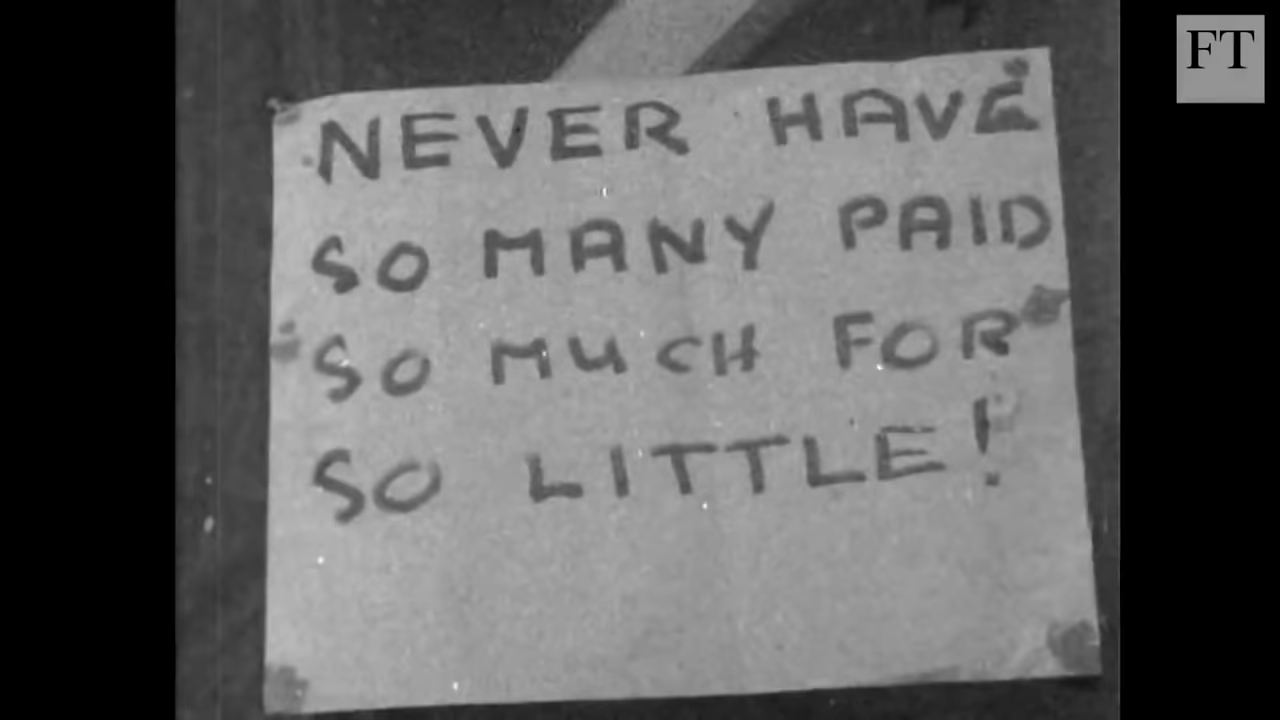 FT
NEVER HAVE
SO MANY PAID
SO MUCH FOR
SO LITTLE!